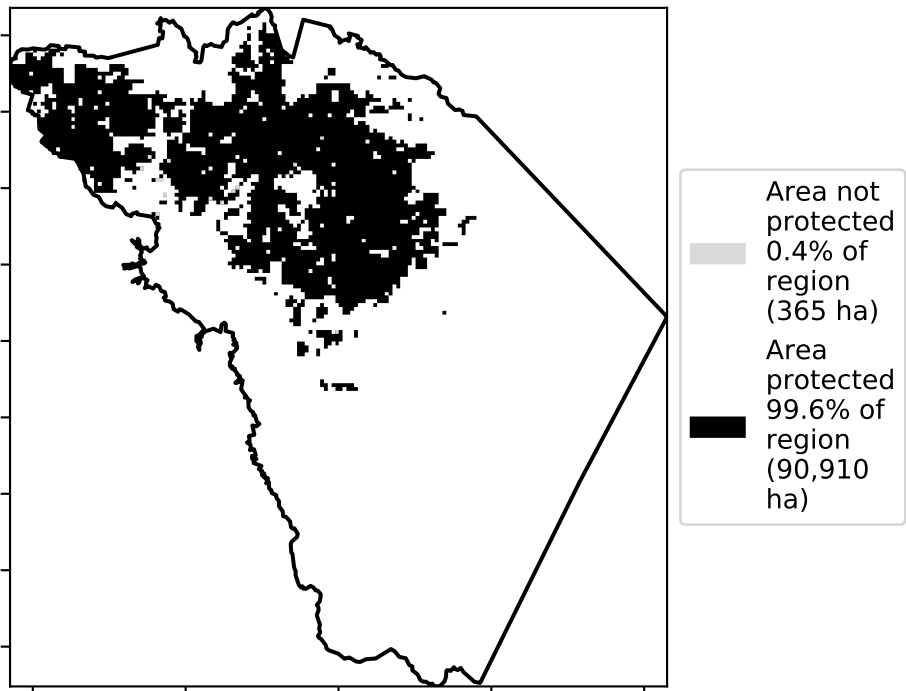 Area not
protected
0.4% of
region
(365 ha)
Area
protected
99.6% of
region
(90,910
ha)